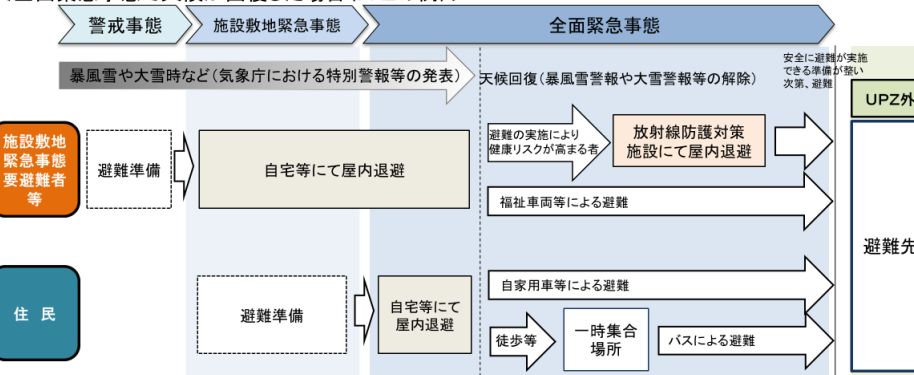 警戒事態
施設敷地緊急事態
全面緊急事態
暴風雪や大雪時など(気象庁における特別警報等の発表)
天候回復(暴風雪警報や大雪警報等の解除)
安全に避難が実施
できる準備が整い
次第、避難
UPZ外
施設敷地
緊急事態
要避難者
等
避難準備
自宅等にて屋内退避
避難の実施により
健康リスクが高まる者
放射線防護対策
施設にて屋内退避
福祉車両等による避難
避難先
住 民
避難準備
自宅等にて
屋内退避
自家用車等による避難
徒歩等
一時集合
場所
バスによる避難